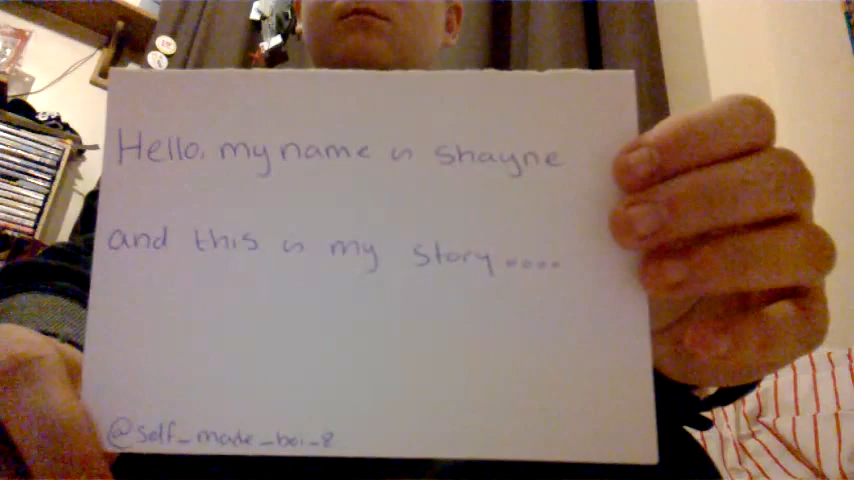 Hello, my name is shayne
and this is my story....
@self_made_boi_8